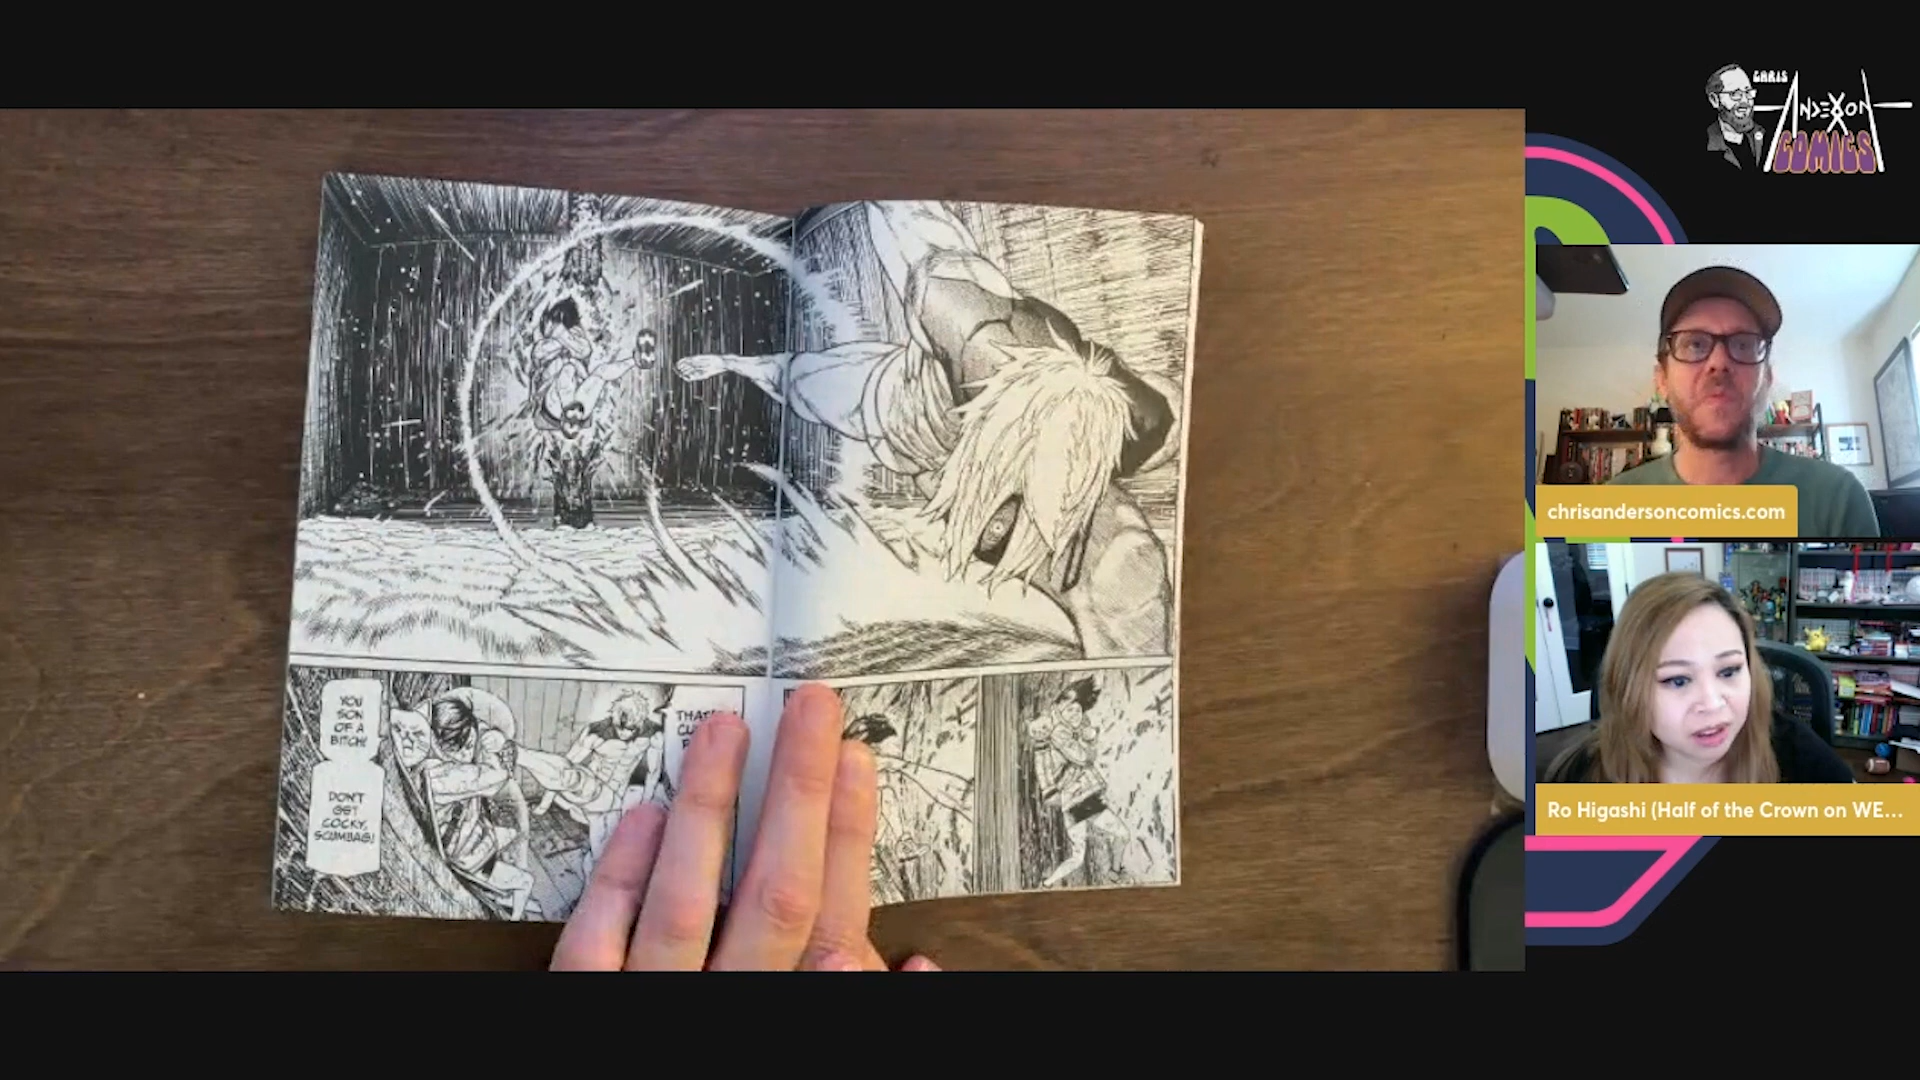 CHRIS
ANDERSON
COMICS
YOU
SON
OF A
BITCH!
DON'T
GET
COCKY,
SCUMBAG!
chrisandersoncomics.com
Ro Higashi (Half of the Crown on WE...